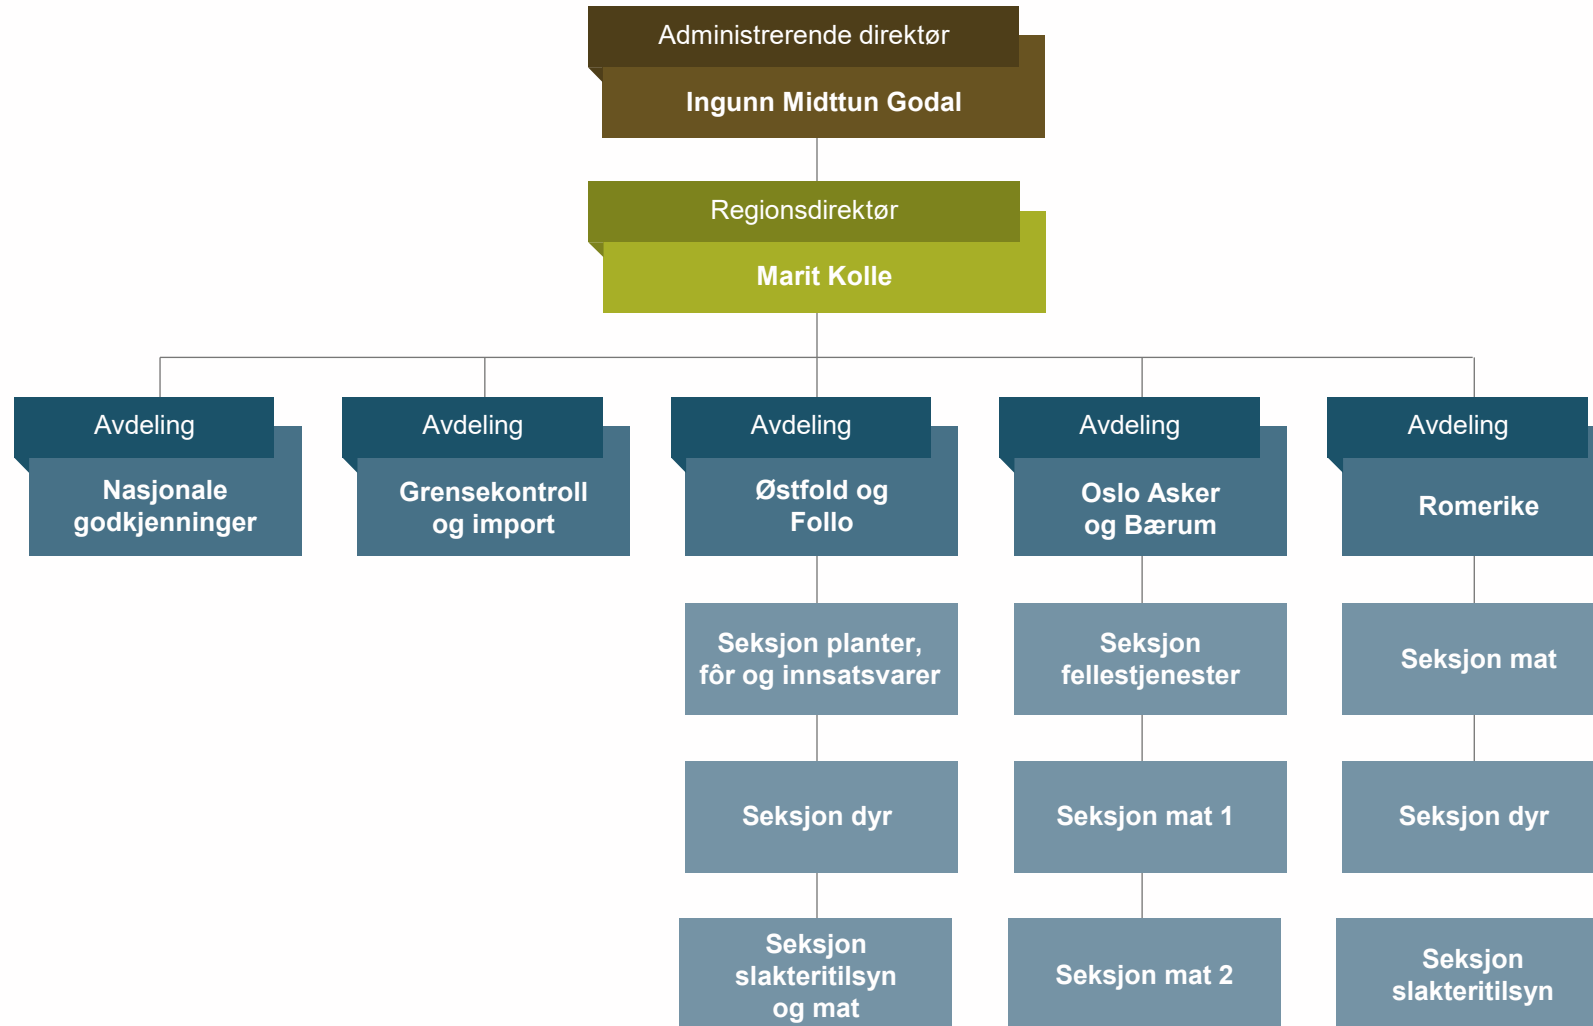 Administrerende direktør
Ingunn Midttun Godal
Regionsdirektør
Marit Kolle
Avdeling
Nasjonale
godkjenninger
Avdeling
Grensekontroll
og import
Avdeling
Østfold og
Follo
Avdeling
Oslo Asker
og Bærum
Avdeling
Romerike
Seksjon planter,
fôr og innsatsvarer
Seksjon
fellestjenester
Seksjon mat
Seksjon dyr
Seksjon mat 1
Seksjon dyr
Seksjon
slakteritilsyn
og mat
Seksjon mat 2
Seksjon
slakteritilsyn